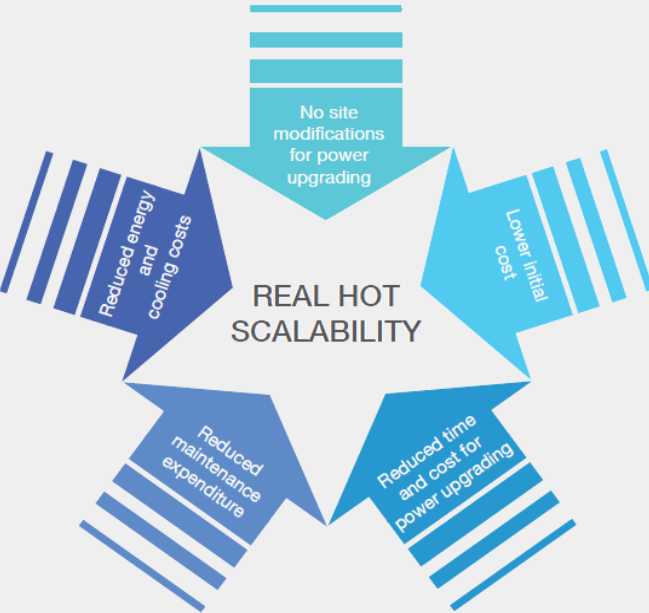 No site
modifications
for power
upgrading
Lower initial
cost
Reduced time
and cost for
power upgrading
Reduced
maintenance
expenditure
Reduced energy
and
cooling costs
REAL HOT
SCALABILITY